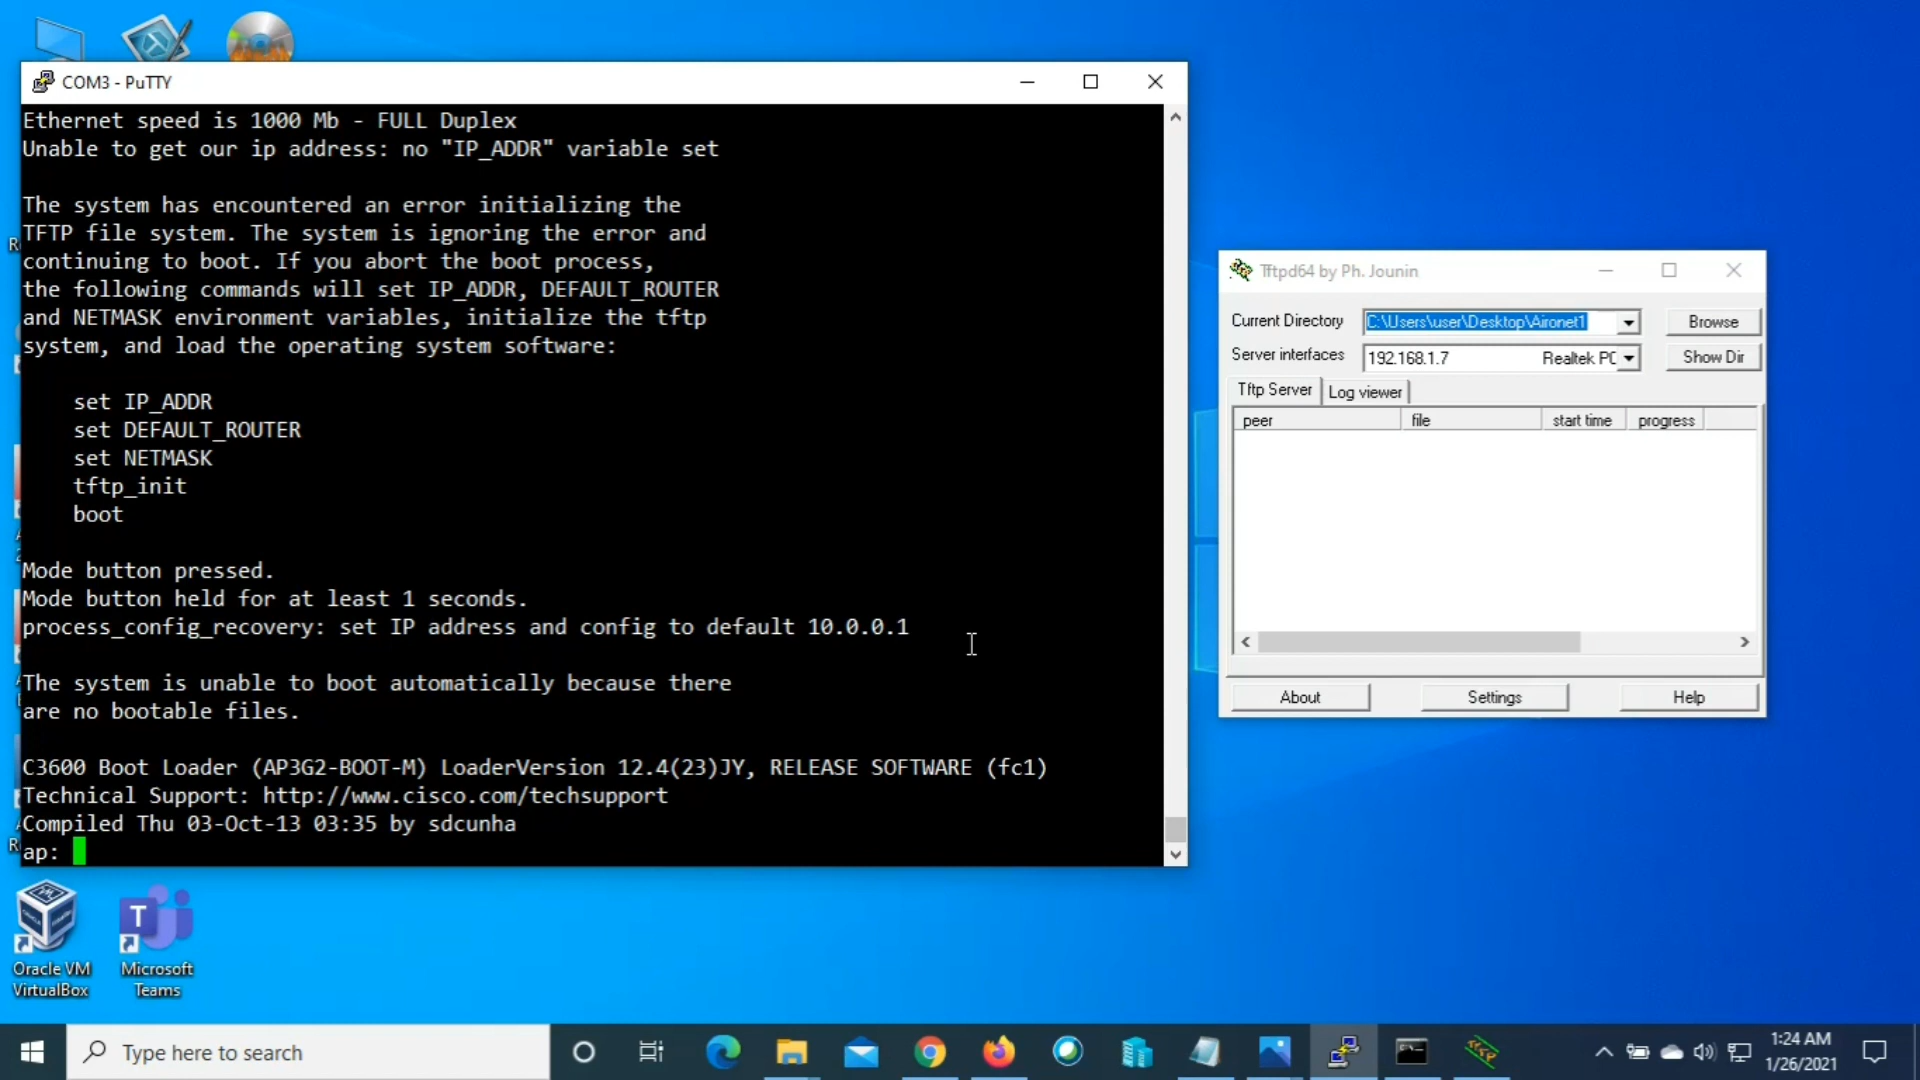 COM3 - PuTTY
Ethernet speed is 1000 Mb - FULL Duplex
Unable to get our ip address: no "IP_ADDR" variable set
The system has encountered an error initializing the
TFTP file system. The system is ignoring the error and
continuing to boot. If you abort the boot process,
the following commands will set IP_ADDR, DEFAULT_ROUTER
and NETMASK environment variables, initialize the tftp
system, and load the operating system software:
set IP_ADDR
set DEFAULT_ROUTER
set NETMASK
tftp_init
boot
Mode button pressed.
Mode button held for at least 1 seconds.
process_config_recovery: set IP address and config to default 10.0.0.1
The system is unable to boot automatically because there
are no bootable files.
C3600 Boot Loader (AP3G2-BOOT-M) LoaderVersion 12.4(23)JY, RELEASE SOFTWARE (fc1)
Technical Support: http://www.cisco.com/techsupport
Compiled Thu 03-Oct-13 03:35 by sdcunha
ap:
Tftpd64 by Ph. Jounin
Current Directory C:\Users\user\Desktop\Aironet1 Browse
Server interfaces 192.168.1.7 Realtek PC Show Dir
Tftp Server Log viewer
peer file start time progress
About Settings Help
Oracle VM
VirtualBox
Microsoft
Teams
Type here to search
1:24 AM
1/26/2021